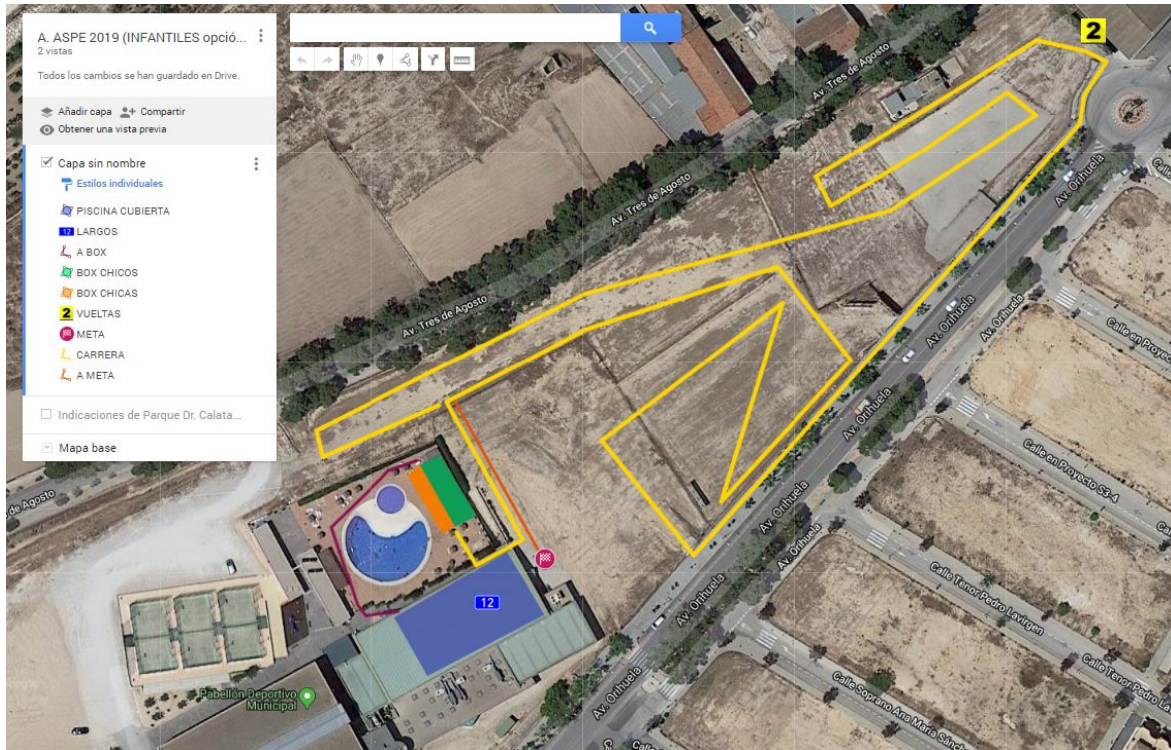 A. ASPE 2019 (INFANTILES opció...
2 vistas
Todos los cambios se han guardado en Drive.
Añadir capa Compartir
Obtener una vista previa
Capa sin nombre
Estilos individuales
PISCINA CUBIERTA
12 LARGOS
A BOX
BOX CHICOS
BOX CHICAS
2 VUELTAS
META
CARRERA
A META
Indicaciones de Parque Dr. Calata...
Mapa base
2
Av. Tres de Agosto
Av. Tres de Agosto
Av. Tres de Agosto
de Agosto
Av. Orihuela
Av. Orihuela
Av. Orihuela
Av. Orihuela
Av. Orihuela
Av. Orihuela
Av. Orihuela
Av. Orihuela
Av. Orihuela
Calle en Proyecto
Calle en Proyecto S3-4
Calle Tenor Pedro Lavirgen
Calle Tenor Pedro La
Calle Soprano Ana María Sánch
12
Pabellón Deportivo
Municipal